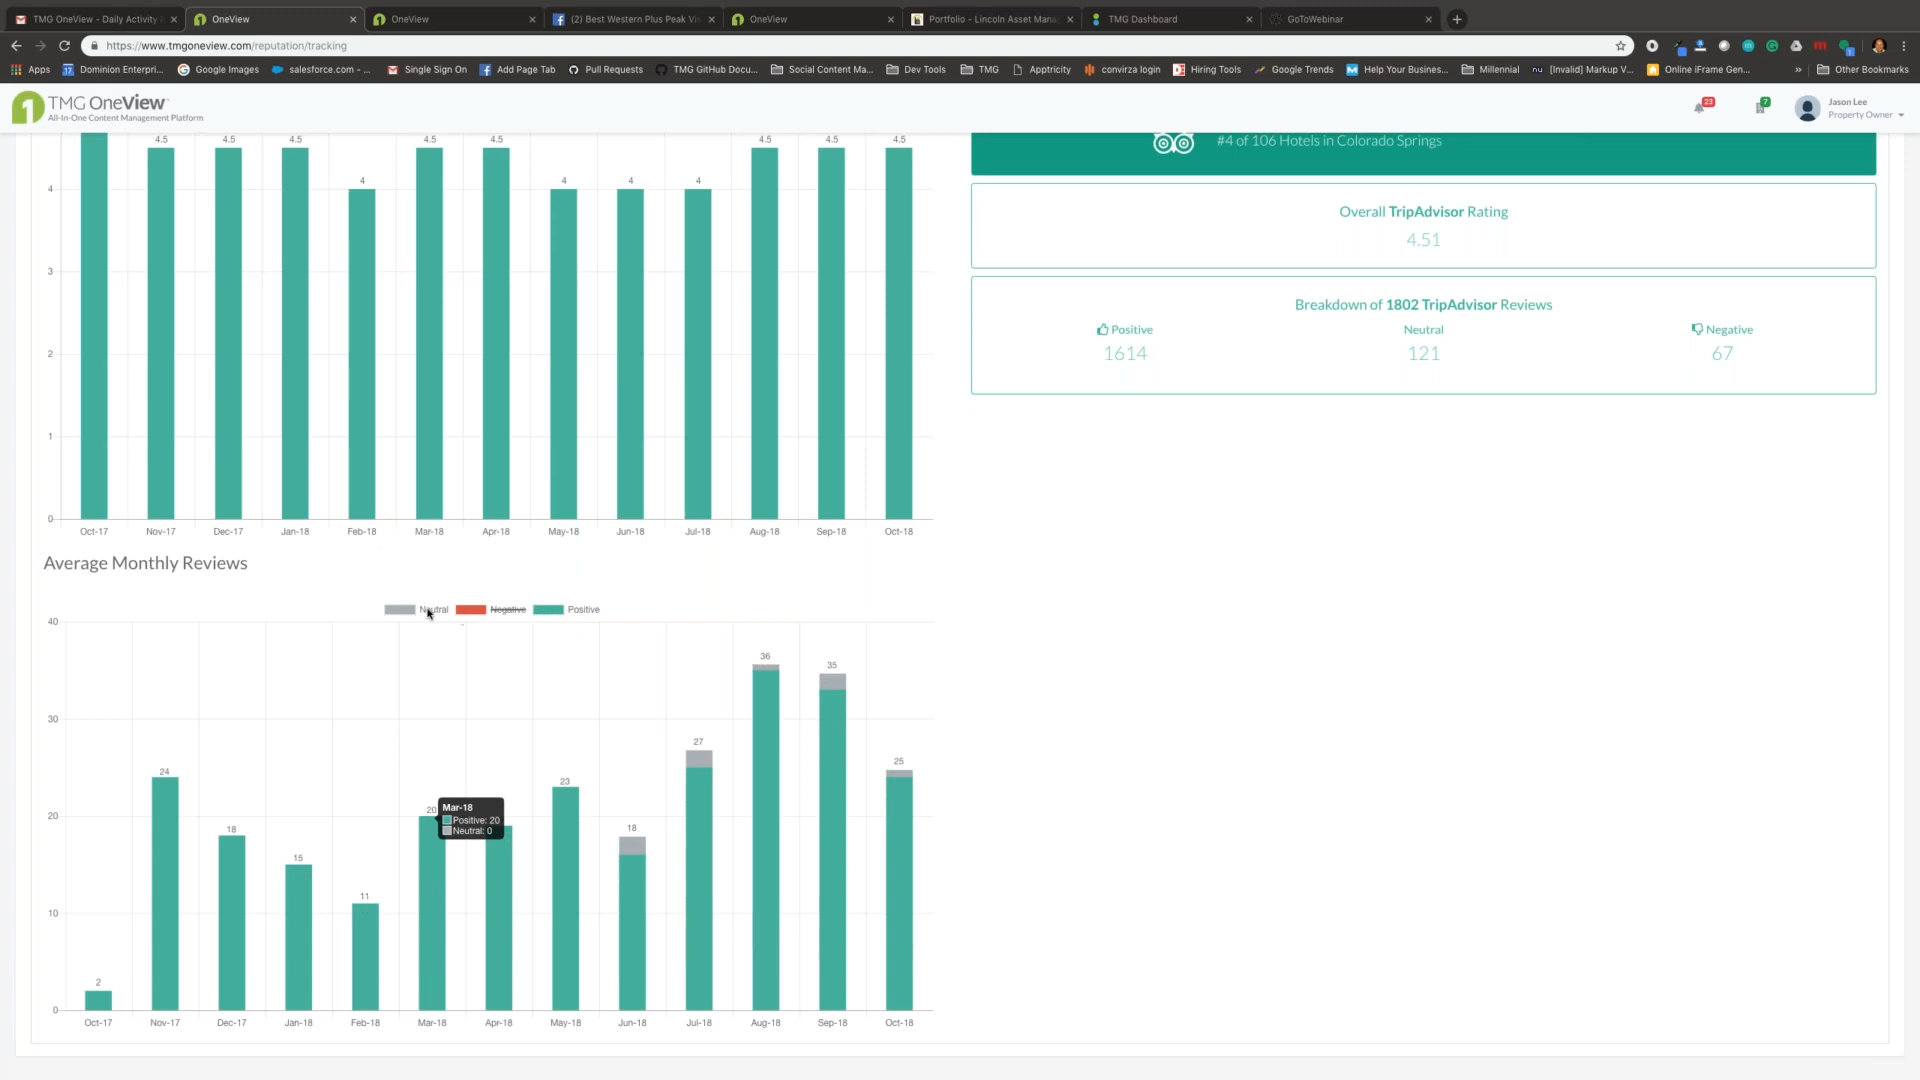 TMG OneView - Daily Activity
OneView
OneView
(2) Best Western Plus Peak Vi
OneView
Portfolio - Lincoln Asset Mana
TMG Dashboard
GoToWebinar
https://www.tmgoneview.com/reputation/tracking
Apps
Dominion Enterpri...
Google Images
salesforce.com - ...
Single Sign On
Add Page Tab
Pull Requests
TMG GitHub Docu...
Social Content Ma...
Dev Tools
TMG
Apptricity
convirza login
Hiring Tools
Google Trends
Help Your Busines...
Millennial
[Invalid] Markup V...
Online iFrame Gen...
»
Other Bookmarks
TMG OneView
All-In-One Content Management Platform
23
7
Jason Lee
Property Owner
4.5 4.5 4.5 4 4.5 4.5 4 4 4 4.5 4.5 4.5
4
3
2
1
0
Oct-17 Nov-17 Dec-17 Jan-18 Feb-18 Mar-18 Apr-18 May-18 Jun-18 Jul-18 Aug-18 Sep-18 Oct-18
#4 of 106 Hotels in Colorado Springs
Overall TripAdvisor Rating
4.51
Breakdown of 1802 TripAdvisor Reviews
Positive Neutral Negative
1614 121 67
Average Monthly Reviews
Neutral Negative Positive
40
30
20
10
0
2 24 18 15 11 20 23 18 27 36 35 25
Mar-18
Positive: 20
Neutral: 0
Oct-17 Nov-17 Dec-17 Jan-18 Feb-18 Mar-18 Apr-18 May-18 Jun-18 Jul-18 Aug-18 Sep-18 Oct-18